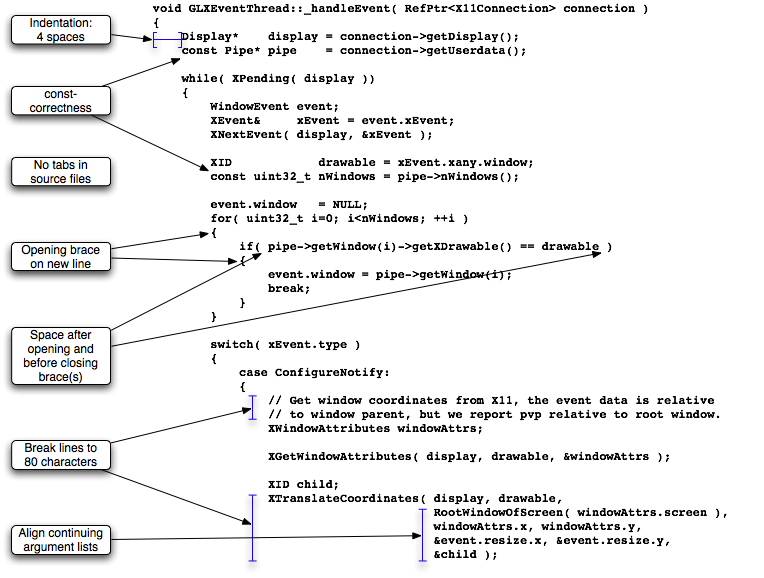 void GLXEventThread::_handleEvent( RefPtr<X11Connection> connection )
{
Indentation:
4 spaces
    Display*    display = connection->getDisplay();
    const Pipe* pipe    = connection->getUserdata();
    while( XPending( display ))
    {
const-
correctness
        WindowEvent event;
        XEvent&     xEvent = event.xEvent;
        XNextEvent( display, &xEvent );
No tabs in
source files
        XID            drawable = xEvent.xany.window;
        const uint32_t nWindows = pipe->nWindows();
        event.window   = NULL;
        for( uint32_t i=0; i<nWindows; ++i )
        {
Opening brace
on new line
            if( pipe->getWindow(i)->getXDrawable() == drawable )
            {
                event.window = pipe->getWindow(i);
                break;
            }
        }
Space after
opening and
before closing
brace(s)
        switch( xEvent.type )
        {
            case ConfigureNotify:
            {
                // Get window coordinates from X11, the event data is relative
                // to window parent, but we report pvp relative to root window.
                XWindowAttributes windowAttrs;
Break lines to
80 characters
                XGetWindowAttributes( display, drawable, &windowAttrs );
                XID child;
                XTranslateCoordinates( display, drawable,
                                       RootWindowOfScreen( windowAttrs.screen ),
                                       windowAttrs.x, windowAttrs.y,
                                       &event.resize.x, &event.resize.y,
                                       &child );
Align continuing
argument lists